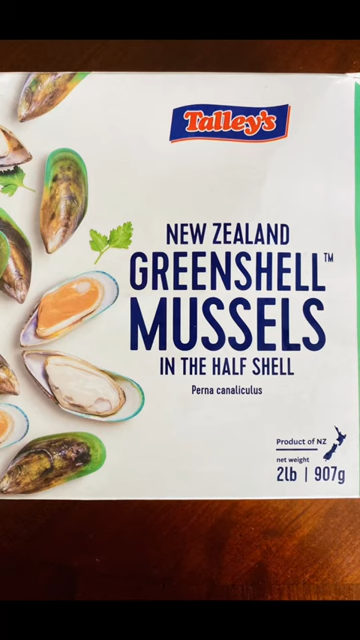 Talley's
NEW ZEALAND
GREENSHELL™
MUSSELS
IN THE HALF SHELL
Perna canaliculus
Product of NZ
net weight
2lb | 907g